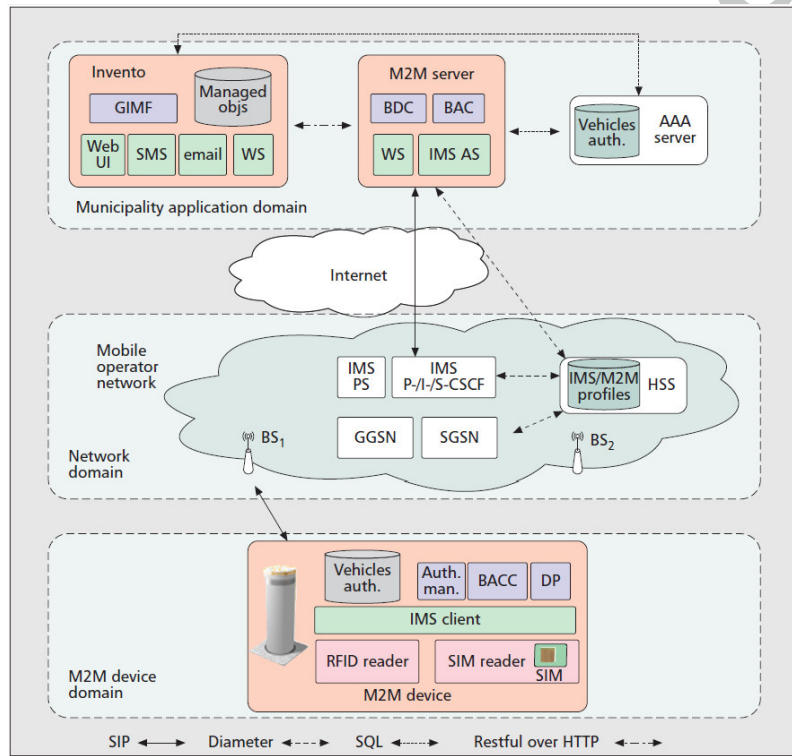 Invento
Managed
objs
GIMF
Web
UI
SMS
email
WS
M2M server
BDC
BAC
WS
IMS AS
Vehicles
auth.
AAA
server
Municipality application domain
Internet
Mobile
operator
network
IMS
PS
IMS
P-/I-/S-CSCF
IMS/M2M
profiles
HSS
BS1
GGSN
SGSN
BS2
Network
domain
Vehicles
auth.
Auth.
man.
BACC
DP
IMS client
RFID reader
SIM reader
SIM
M2M device
M2M device
domain
SIP
Diameter
SQL
Restful over HTTP